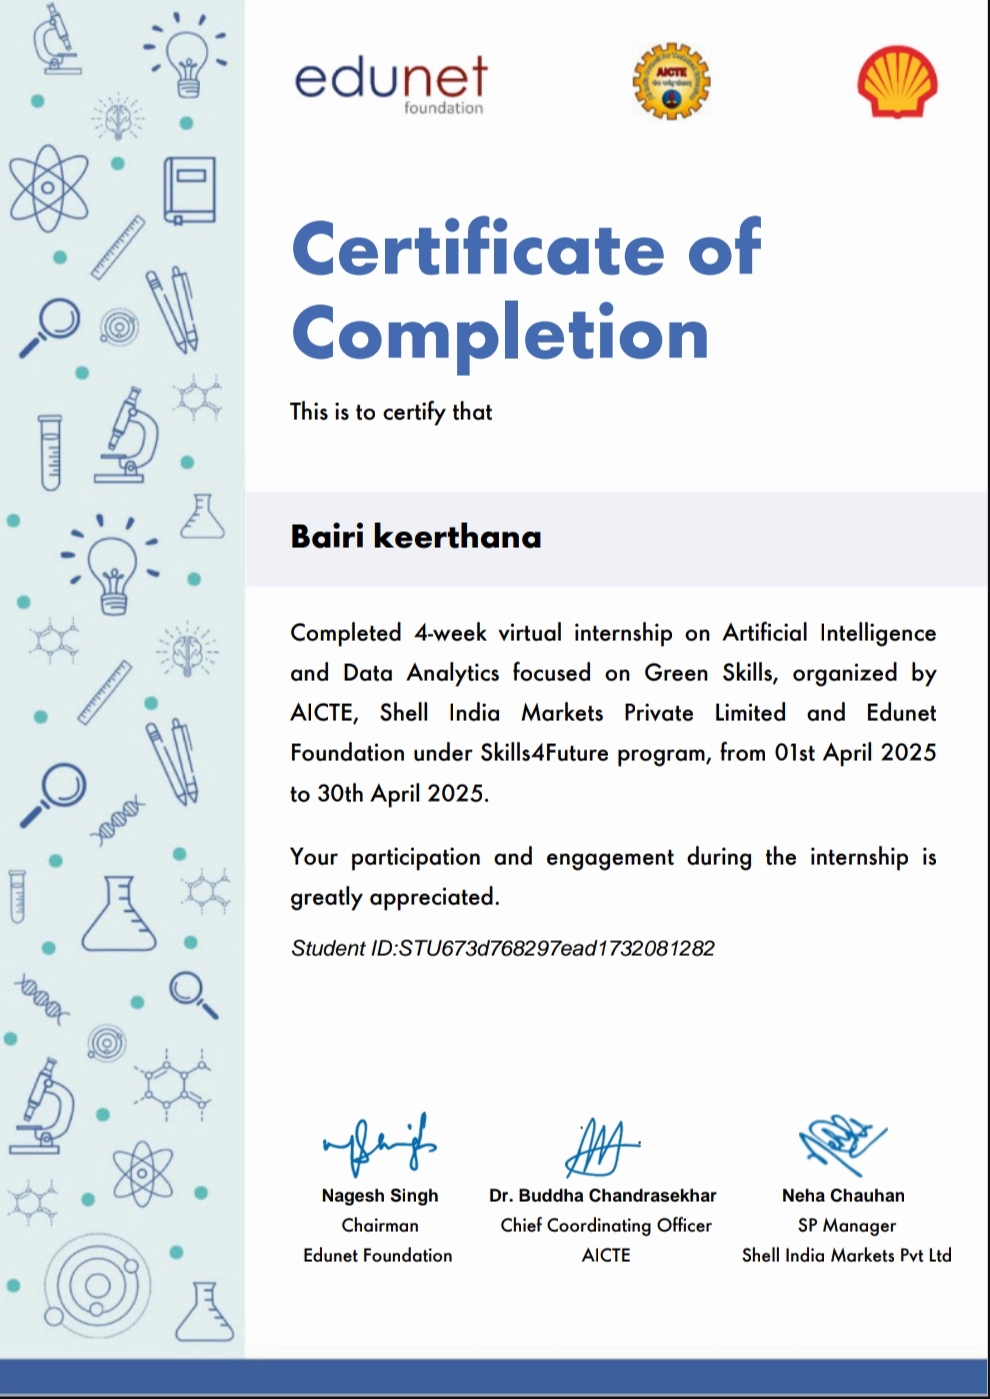 edunet
foundation
AICTE
Certificate of
Completion
This is to certify that
Bairi keerthana
Completed 4-week virtual internship on Artificial Intelligence
and Data Analytics focused on Green Skills, organized by
AICTE, Shell India Markets Private Limited and Edunet
Foundation under Skills4Future program, from 01st April 2025
to 30th April 2025.
Your participation and engagement during the internship is
greatly appreciated.
Student ID:STU673d768297ead1732081282
Nagesh Singh
Chairman
Edunet Foundation
Dr. Buddha Chandrasekhar
Chief Coordinating Officer
AICTE
Neha Chauhan
SP Manager
Shell India Markets Pvt Ltd